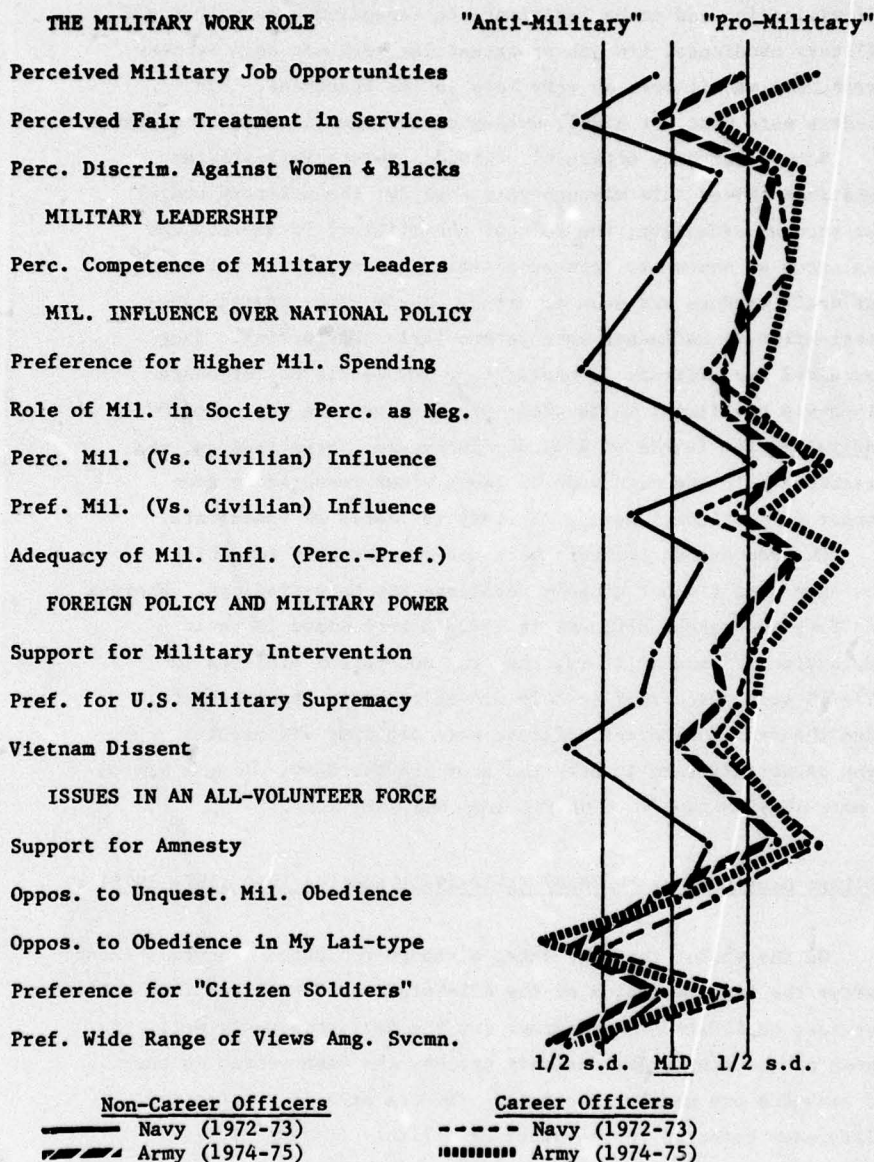 THE MILITARY WORK ROLE "Anti-Military" "Pro-Military"
Perceived Military Job Opportunities
Perceived Fair Treatment in Services
Perc. Discrim. Against Women & Blacks
MILITARY LEADERSHIP
Perc. Competence of Military Leaders
MIL. INFLUENCE OVER NATIONAL POLICY
Preference for Higher Mil. Spending
Role of Mil. in Society Perc. as Neg.
Perc. Mil. (Vs. Civilian) Influence
Pref. Mil. (Vs. Civilian) Influence
Adequacy of Mil. Infl. (Perc.-Pref.)
FOREIGN POLICY AND MILITARY POWER
Support for Military Intervention
Pref. for U.S. Military Supremacy
Vietnam Dissent
ISSUES IN AN ALL-VOLUNTEER FORCE
Support for Amnesty
Oppos. to Unquest. Mil. Obedience
Oppos. to Obedience in My Lai-type
Preference for "Citizen Soldiers"
Pref. Wide Range of Views Amg. Svcmn.
1/2 s.d. MID 1/2 s.d.
Non-Career Officers Career Officers
Navy (1972-73) Navy (1972-73)
Army (1974-75) Army (1974-75)